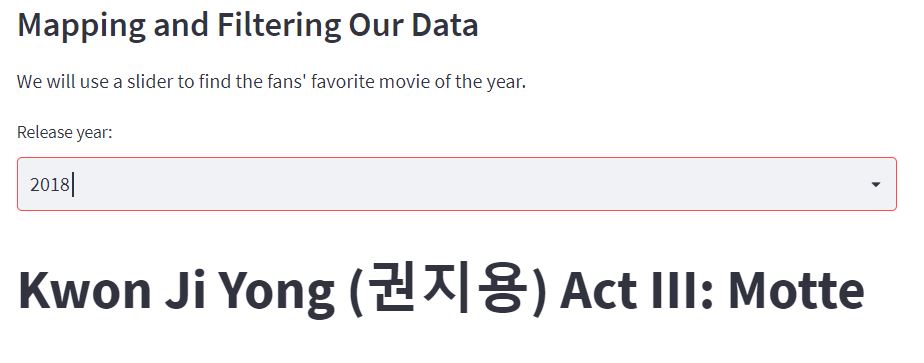 Mapping and Filtering Our Data
We will use a slider to find the fans' favorite movie of the year.
Release year:
2018
Kwon Ji Yong (권지용) Act III: Motte